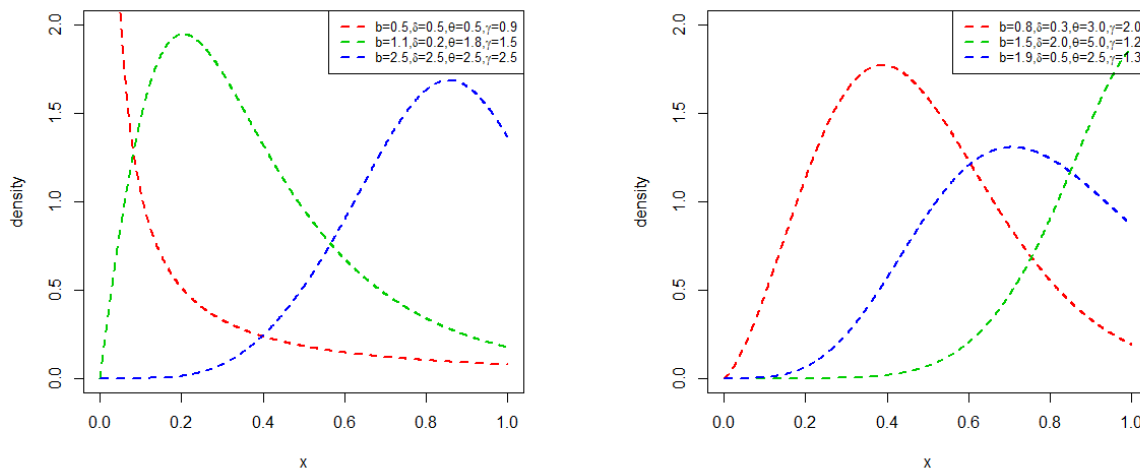 2.0
1.5
1.0
0.5
0.0
density
b=0.5,δ=0.5,θ=0.5,γ=0.9
b=1.1,δ=0.2,θ=1.8,γ=1.5
b=2.5,δ=2.5,θ=2.5,γ=2.5
0.0 0.2 0.4 0.6 0.8 1.0
x
2.0
1.5
1.0
0.5
0.0
density
b=0.8,δ=0.3,θ=3.0,γ=2.0
b=1.5,δ=2.0,θ=5.0,γ=1.2
b=1.9,δ=0.5,θ=2.5,γ=1.3
0.0 0.2 0.4 0.6 0.8 1.0
x